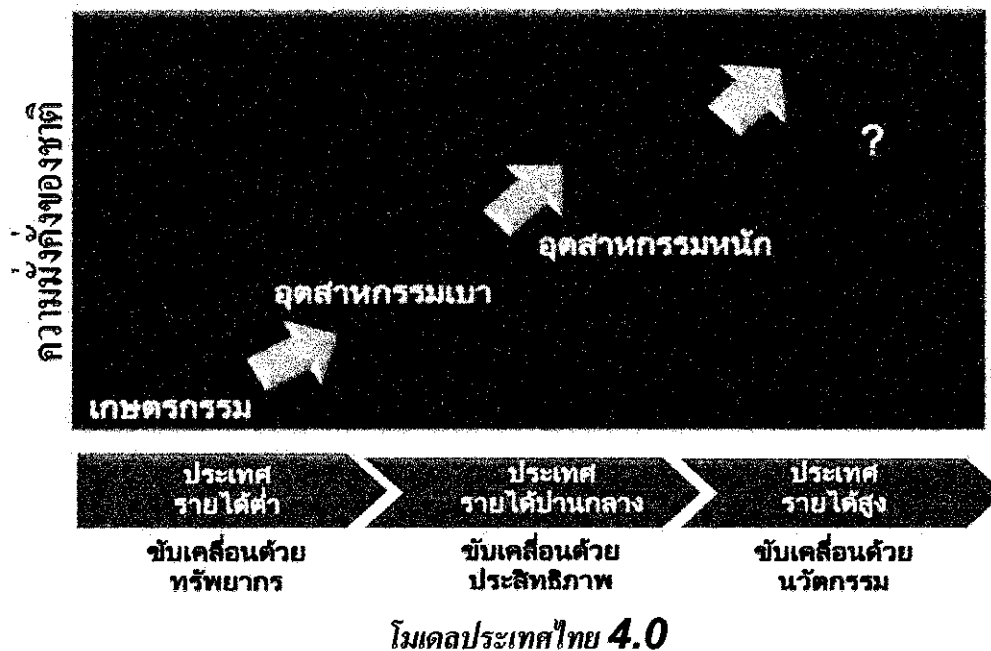 ความมั่งคั่งของชาติ
?
อุตสาหกรรมหนัก
อุตสาหกรรมเบา
เกษตรกรรม
ประเทศ
รายได้ต่ำ
ประเทศ
รายได้ปานกลาง
ประเทศ
รายได้สูง
ขับเคลื่อนด้วย
ทรัพยากร
ขับเคลื่อนด้วย
ประสิทธิภาพ
ขับเคลื่อนด้วย
นวัตกรรม
โมเดลประเทศไทย 4.0